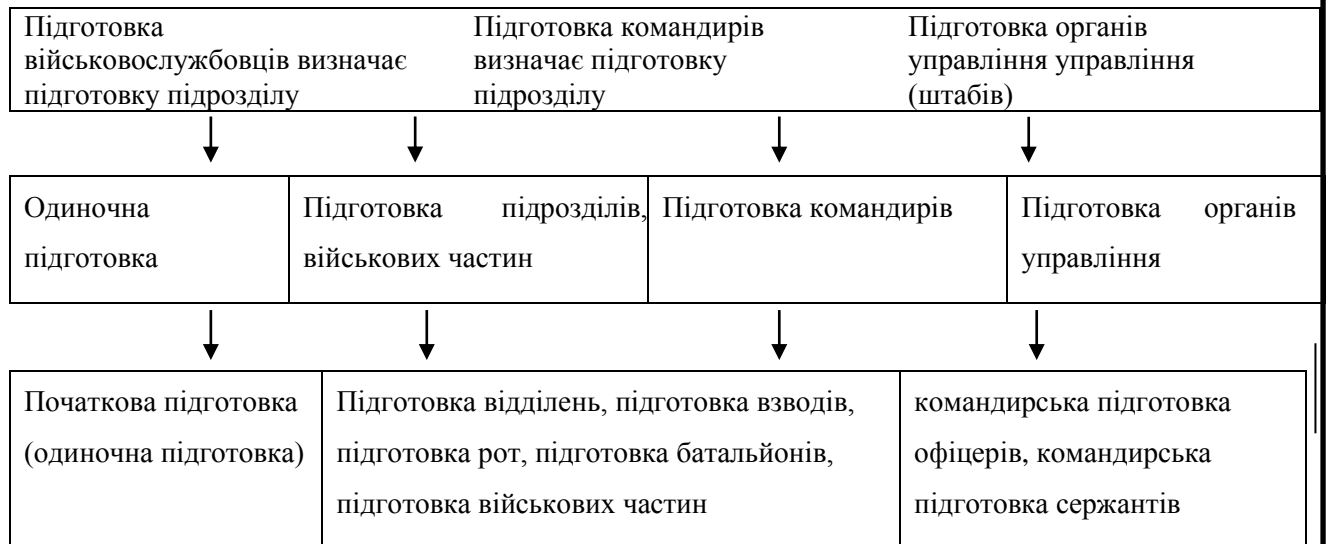 Підготовка
військовослужбовців визначає
підготовку підрозділу
Підготовка командирів
визначає підготовку
підрозділу
Підготовка органів
управління управління
(штабів)
Одиночна
підготовка
Підготовка підрозділів,
військових частин
Підготовка командирів
Підготовка органів
управління
Початкова підготовка
(одиночна підготовка)
Підготовка відділень, підготовка взводів,
підготовка рот, підготовка батальйонів,
підготовка військових частин
командирська підготовка
офіцерів, командирська
підготовка сержантів